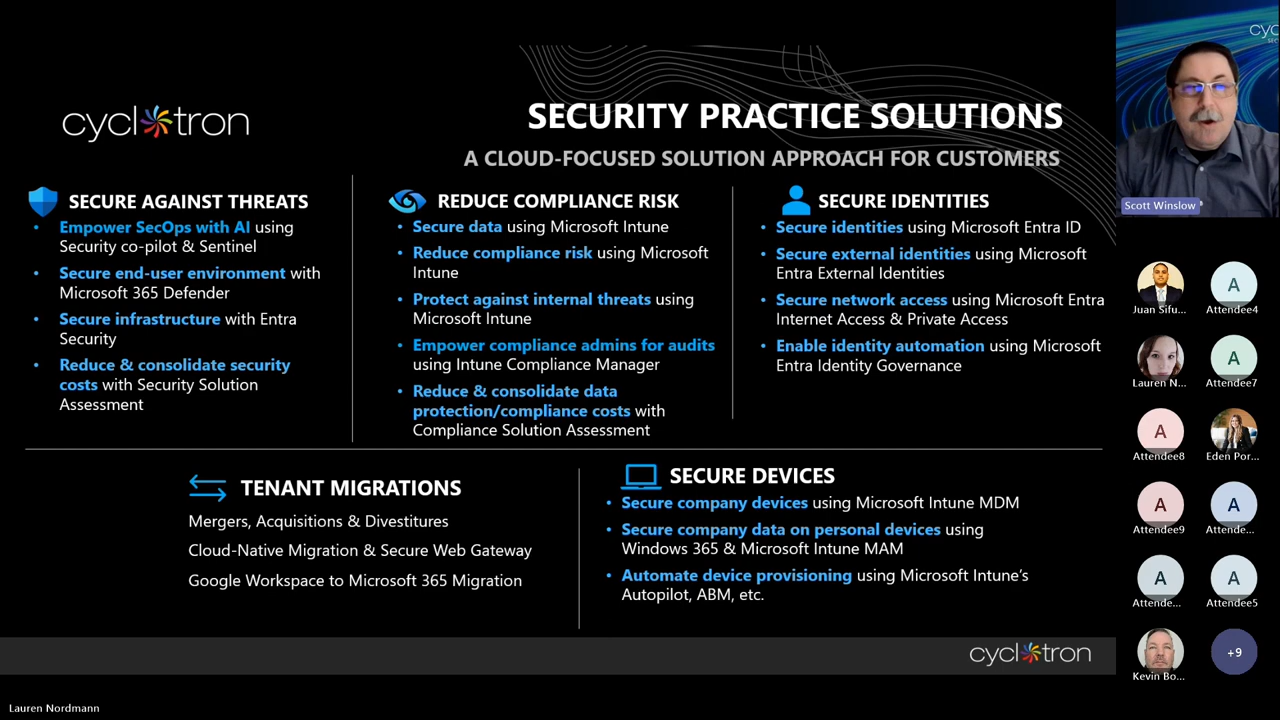 cyclotron
SECURITY PRACTICE SOLUTIONS
A CLOUD-FOCUSED SOLUTION APPROACH FOR CUSTOMERS
SECURE AGAINST THREATS
• Empower SecOps with AI using
Security co-pilot & Sentinel
• Secure end-user environment with
Microsoft 365 Defender
• Secure infrastructure with Entra
Security
• Reduce & consolidate security
costs with Security Solution
Assessment
REDUCE COMPLIANCE RISK
• Secure data using Microsoft Intune
• Reduce compliance risk using Microsoft
Intune
• Protect against internal threats using
Microsoft Intune
• Empower compliance admins for audits
using Intune Compliance Manager
• Reduce & consolidate data
protection/compliance costs with
Compliance Solution Assessment
SECURE IDENTITIES
• Secure identities using Microsoft Entra ID
• Secure external identities using Microsoft
Entra External Identities
• Secure network access using Microsoft Entra
Internet Access & Private Access
• Enable identity automation using Microsoft
Entra Identity Governance
TENANT MIGRATIONS
Mergers, Acquisitions & Divestitures
Cloud-Native Migration & Secure Web Gateway
Google Workspace to Microsoft 365 Migration
SECURE DEVICES
• Secure company devices using Microsoft Intune MDM
• Secure company data on personal devices using
Windows 365 & Microsoft Intune MAM
• Automate device provisioning using Microsoft Intune's
Autopilot, ABM, etc.
cyclotron
Lauren Nordmann
cyc
SEC
Scott Winslow
Juan Sifu...
A
Attendee4
Lauren N...
A
Attendee7
A
Attendee8
Eden Por...
A
Attendee9
A
Attende...
A
Attende...
A
Attendee5
Kevin Bo...
+9